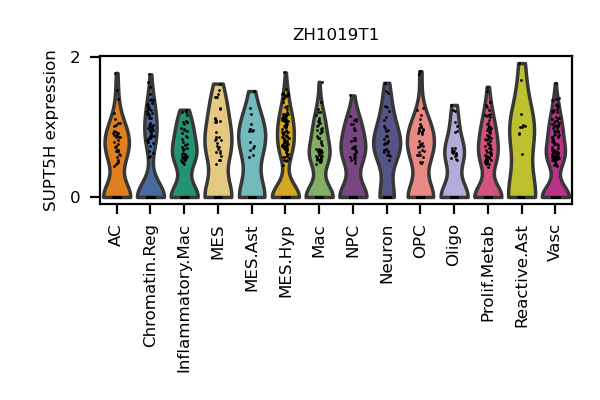 ZH1019T1
SUPT5H expression
2
0
AC
Chromatin.Reg
Inflammatory.Mac
MES
MES.Ast
MES.Hyp
Mac
NPC
Neuron
OPC
Oligo
Prolif.Metab
Reactive.Ast
Vasc